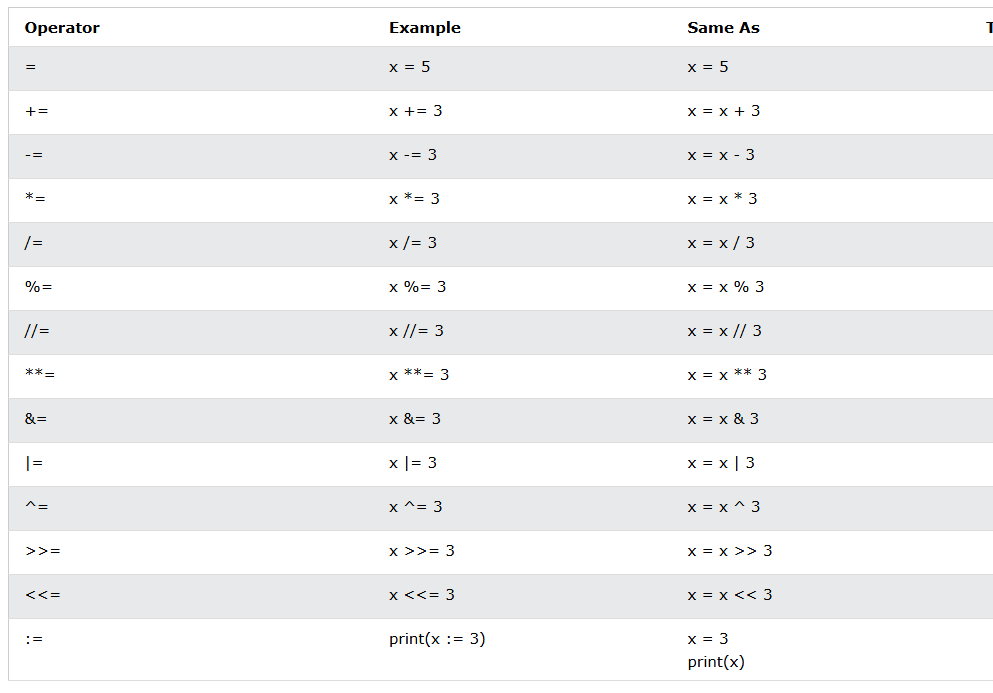 Operator Example Same As T
= x = 5 x = 5
+= x += 3 x = x + 3
-= x -= 3 x = x - 3
*= x *= 3 x = x * 3
/= x /= 3 x = x / 3
%= x %= 3 x = x % 3
//= x //= 3 x = x // 3
**= x **= 3 x = x ** 3
&= x &= 3 x = x & 3
|= x |= 3 x = x | 3
^= x ^= 3 x = x ^ 3
>>= x >>= 3 x = x >> 3
<<= x <<= 3 x = x << 3
:= print(x := 3) x = 3
print(x)